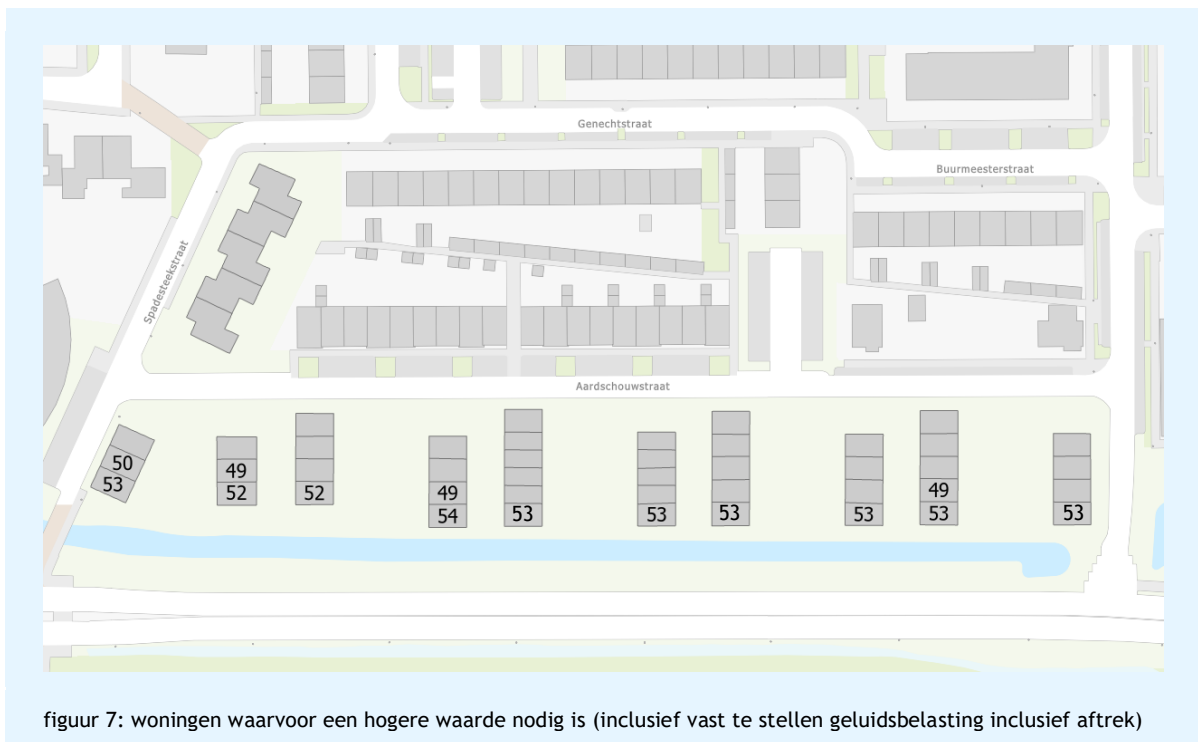 Genechtstraat
Buurmeesterstraat
Spadesteekstraat
Aardschouwstraat
50
53
49
52
52
49
54
53
53
53
53
49
53
53
figuur 7: woningen waarvoor een hogere waarde nodig is (inclusief vast te stellen geluidsbelasting inclusief aftrek)